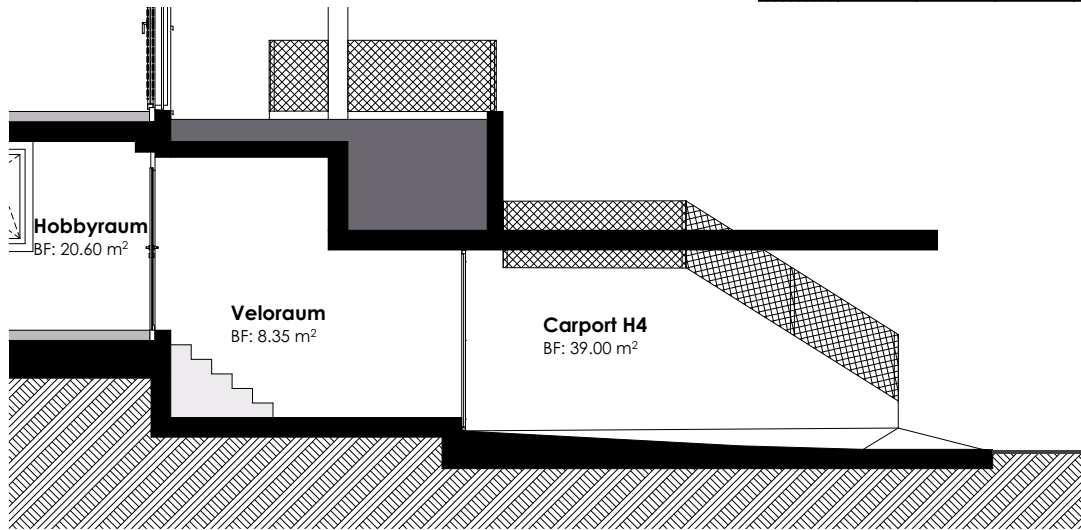 Hobbyraum
BF: 20.60 m²
Veloraum
BF: 8.35 m²
Carport H4
BF: 39.00 m²